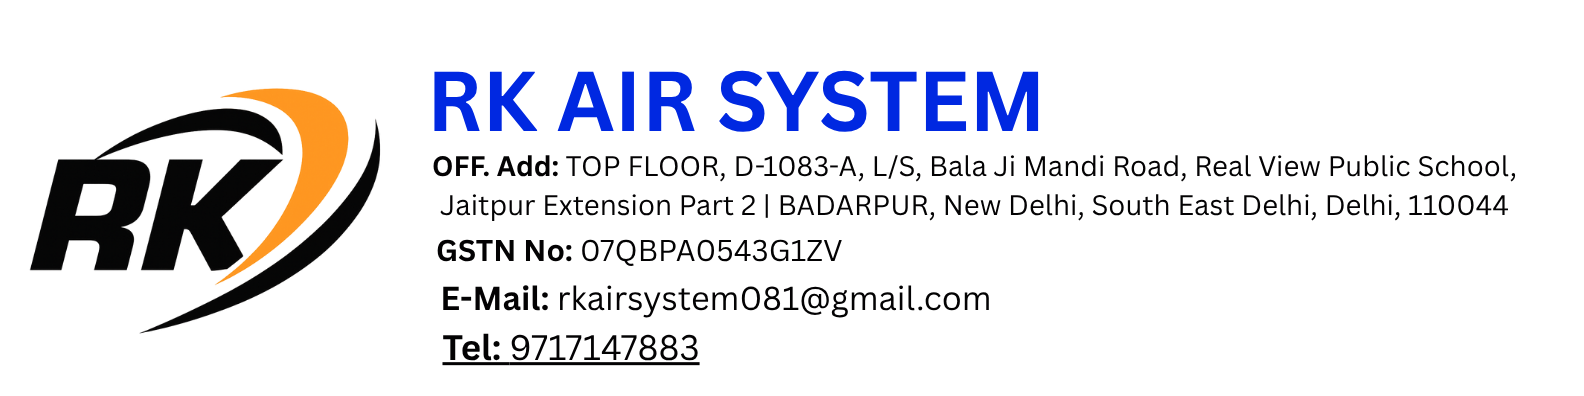 RK
RK AIR SYSTEM
OFF. Add: TOP FLOOR, D-1083-A, L/S, Bala Ji Mandi Road, Real View Public School,
Jaitpur Extension Part 2 | BADARPUR, New Delhi, South East Delhi, Delhi, 110044
GSTN No: 07QBPA0543G1ZV
E-Mail: rkairsystem081@gmail.com
Tel: 9717147883